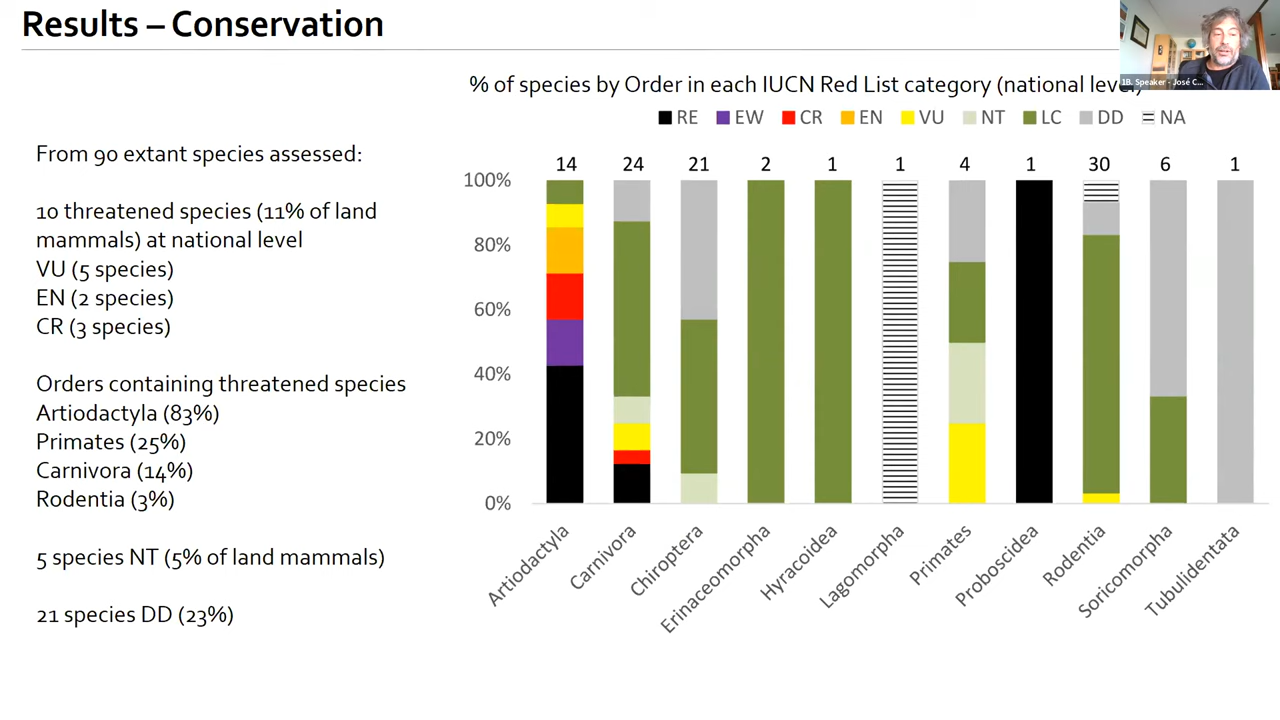 Results – Conservation
1B. Speaker - José C...
% of species by Order in each IUCN Red List category (national level)
RE EW CR EN VU NT LC DD NA
From 90 extant species assessed:
10 threatened species (11% of land
mammals) at national level
VU (5 species)
EN (2 species)
CR (3 species)
Orders containing threatened species
Artiodactyla (83%)
Primates (25%)
Carnivora (14%)
Rodentia (3%)
5 species NT (5% of land mammals)
21 species DD (23%)
14 24 21 2 1 1 4 1 30 6 1
100%
80%
60%
40%
20%
0%
Artiodactyla
Carnivora
Chiroptera
Erinaceomorpha
Hyracoidea
Lagomorpha
Primates
Proboscidea
Rodentia
Soricomorpha
Tubulidentata